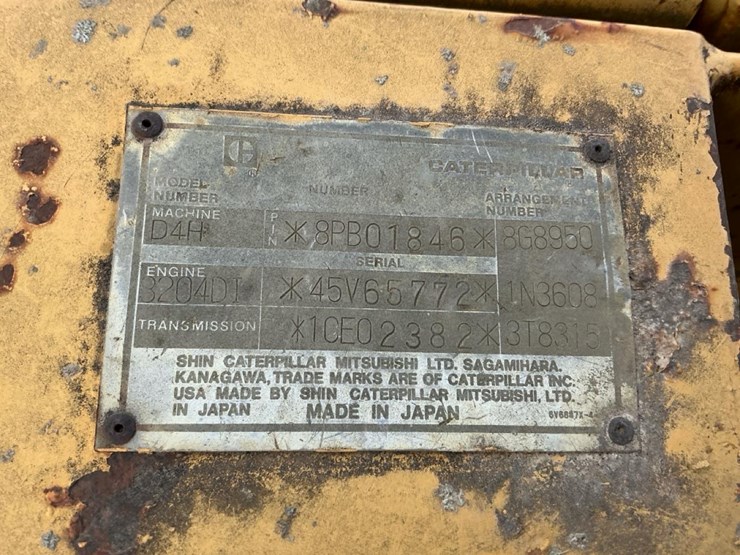 CATERPILLAR
MODEL NUMBER ARRANGEMENT
NUMBER NUMBER
MACHINE P I N
D4H *8PB01846* 8G8950
SERIAL
ENGINE
3204DI *45V65772* 1N3608
TRANSMISSION *1CE02382* 3T8315
SHIN CATERPILLAR MITSUBISHI LTD. SAGAMIHARA.
KANAGAWA, TRADE MARKS ARE OF CATERPILLAR INC.
USA MADE BY SHIN CATERPILLAR MITSUBISHI, LTD.
IN JAPAN MADE IN JAPAN